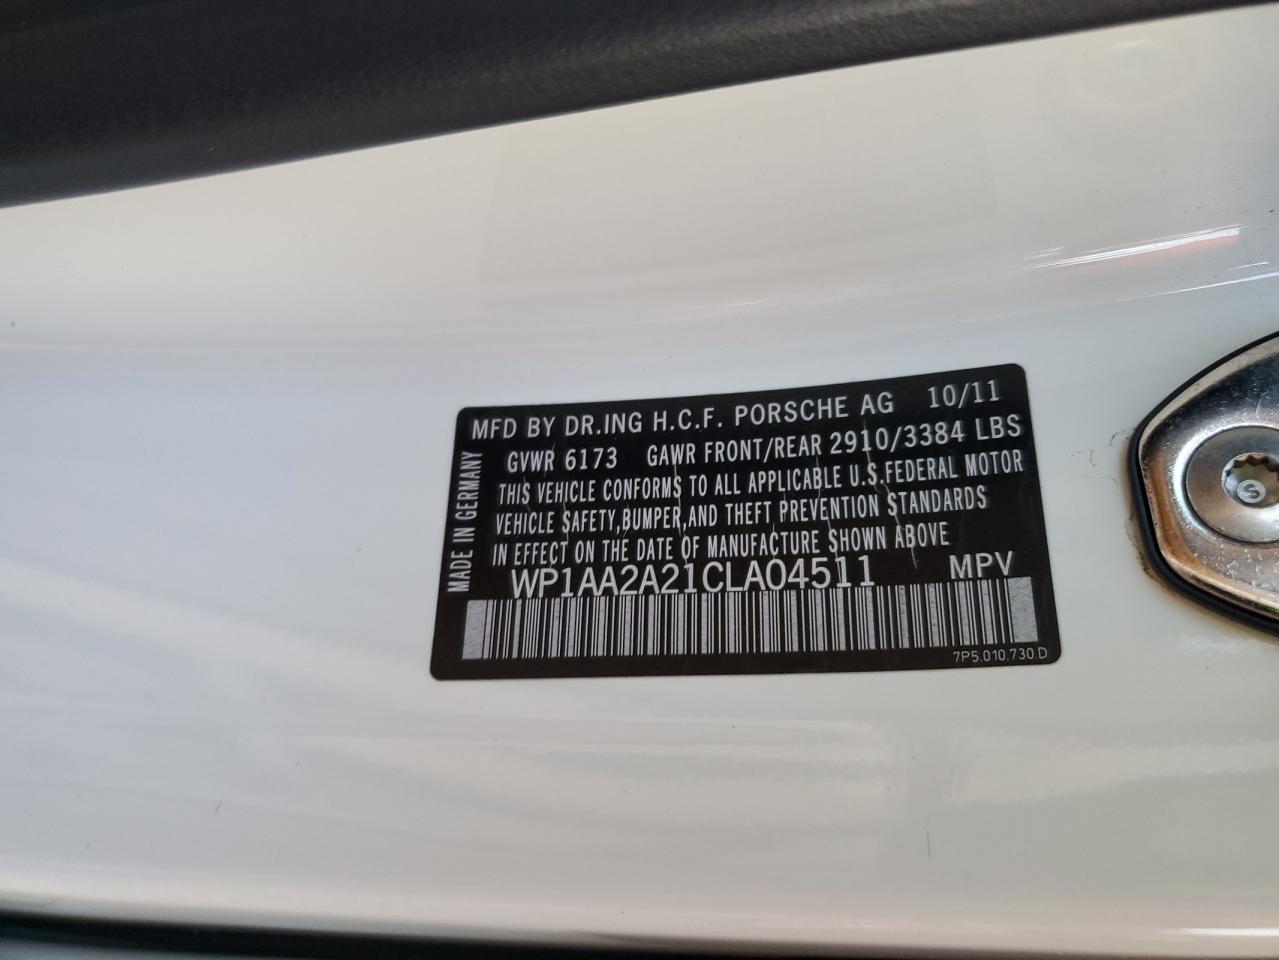 MFD BY DR.ING H.C.F. PORSCHE AG 10/11
GVWR 6173 GAWR FRONT/REAR 2910/3384 LBS
THIS VEHICLE CONFORMS TO ALL APPLICABLE U.S.FEDERAL MOTOR
VEHICLE SAFETY,BUMPER,AND THEFT PREVENTION STANDARDS
IN EFFECT ON THE DATE OF MANUFACTURE SHOWN ABOVE
WP1AA2A21CLA04511 MPV
7P5.010.730.D
MADE IN GERMANY
S